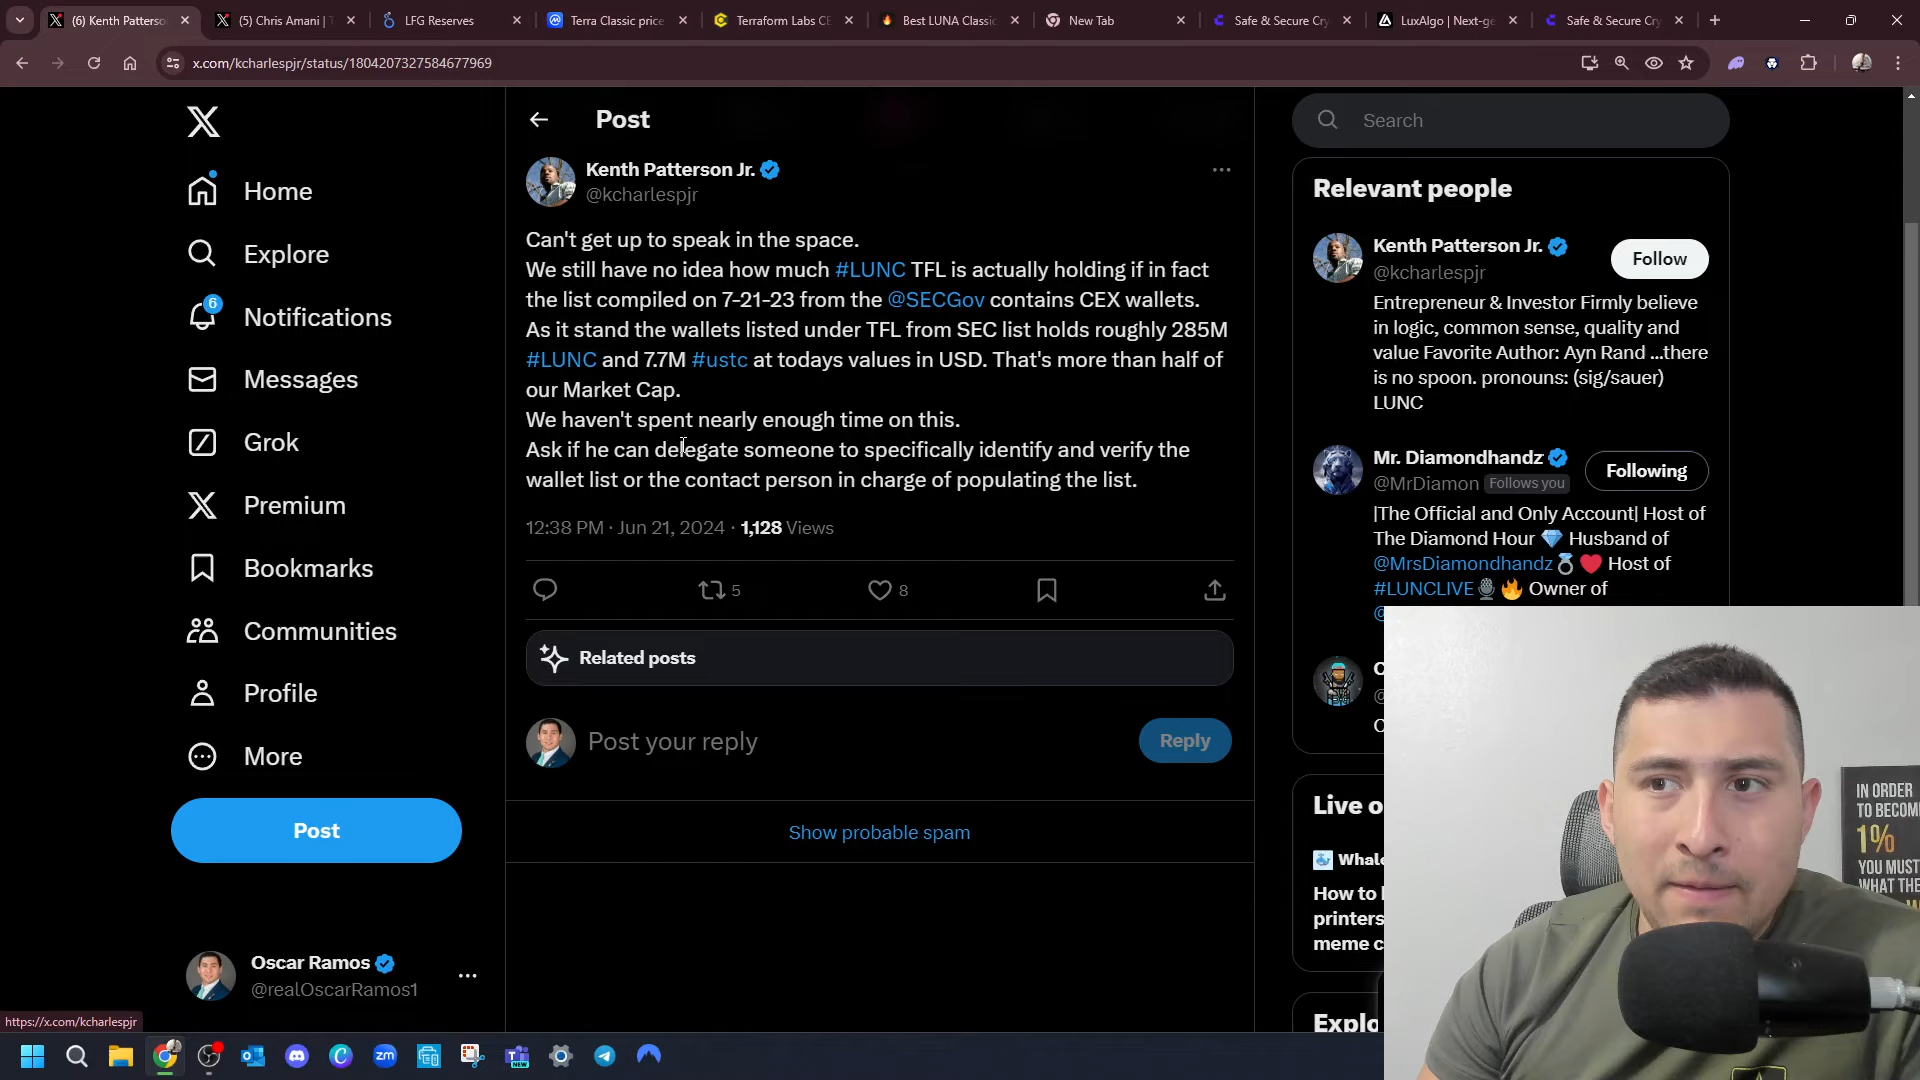 (6) Kenth Patterso
(5) Chris Amani | T
LFG Reserves
Terra Classic price
Terraform Labs CE
Best LUNA Classic
New Tab
Safe & Secure Cry
LuxAlgo | Next-ge
Safe & Secure Cry
x.com/kcharlespjr/status/1804207327584677969
Home
Explore
6
Notifications
Messages
Grok
Premium
Bookmarks
Communities
Profile
More
Post
Oscar Ramos
@realOscarRamos1
https://x.com/kcharlespjr
Post
Kenth Patterson Jr.
@kcharlespjr
Can't get up to speak in the space.
We still have no idea how much #LUNC TFL is actually holding if in fact
the list compiled on 7-21-23 from the @SECGov contains CEX wallets.
As it stand the wallets listed under TFL from SEC list holds roughly 285M
#LUNC and 7.7M #ustc at todays values in USD. That's more than half of
our Market Cap.
We haven't spent nearly enough time on this.
Ask if he can delegate someone to specifically identify and verify the
wallet list or the contact person in charge of populating the list.
12:38 PM · Jun 21, 2024 · 1,128 Views
5
8
Related posts
Post your reply
Reply
Show probable spam
Search
Relevant people
Kenth Patterson Jr.
@kcharlespjr
Follow
Entrepreneur & Investor Firmly believe
in logic, common sense, quality and
value Favorite Author: Ayn Rand ...there
is no spoon. pronouns: (sig/sauer)
LUNC
Mr. Diamondhandz
@MrDiamon Follows you
Following
|The Official and Only Account| Host of
The Diamond Hour 💎 Husband of
@MrsDiamondhandz💍❤️ Host of
#LUNCLIVE🎙️🔥 Owner of
@
C
@
C
Live o
Whale
How to
printers
meme c
Explo
IN ORDER
TO BECOM
1%
YOU MUST
WHAT THE
zm
NEW